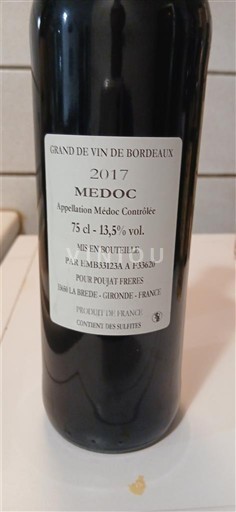 GRAND DE VIN DE BORDEAUX
2017
MEDOC
Appellation Médoc Contrôlée
75 cl - 13,5% vol.
MIS EN BOUTEILLE
PAR EMB33123A A F33620
POUR POUJAT FRERES
33650 LA BREDE - GIRONDE - FRANCE
PRODUIT DE FRANCE
CONTIENT DES SULFITES
VINYOU